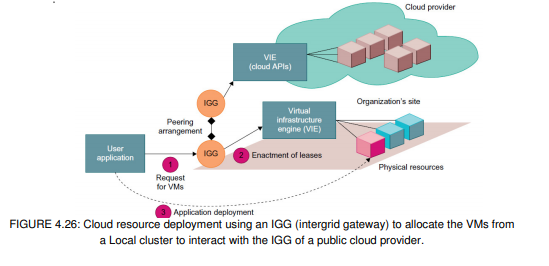 Cloud provider
VIE
(cloud APIs)
IGG
Organization's site
Peering
arrangement
Virtual
infrastructure
engine (VIE)
User
application
IGG
2 Enactment of leases
1
Request
for VMs
Physical resources
3 Application deployment
FIGURE 4.26: Cloud resource deployment using an IGG (intergrid gateway) to allocate the VMs from
a Local cluster to interact with the IGG of a public cloud provider.